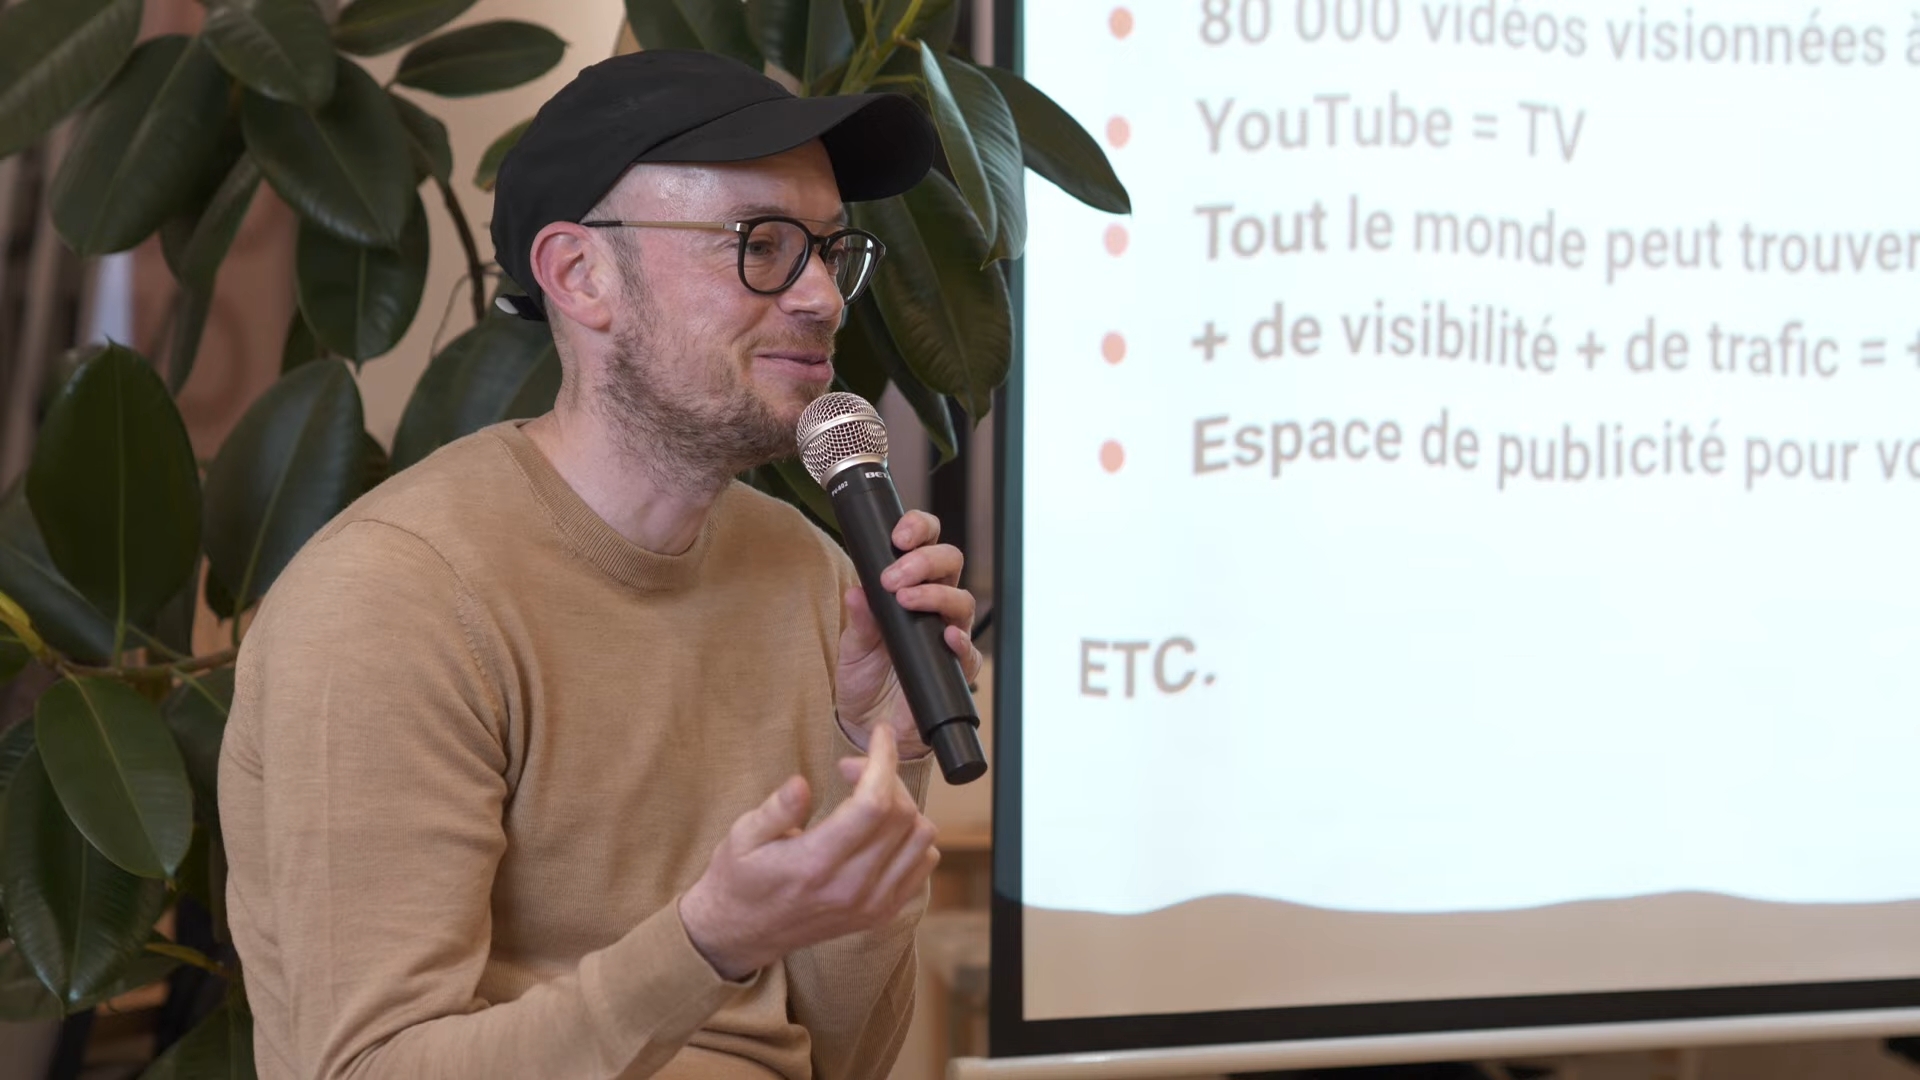 80 000 vidéos visionnées à
YouTube = TV
Tout le monde peut trouver
+ de visibilité + de trafic = +
Espace de publicité pour vo
ETC.